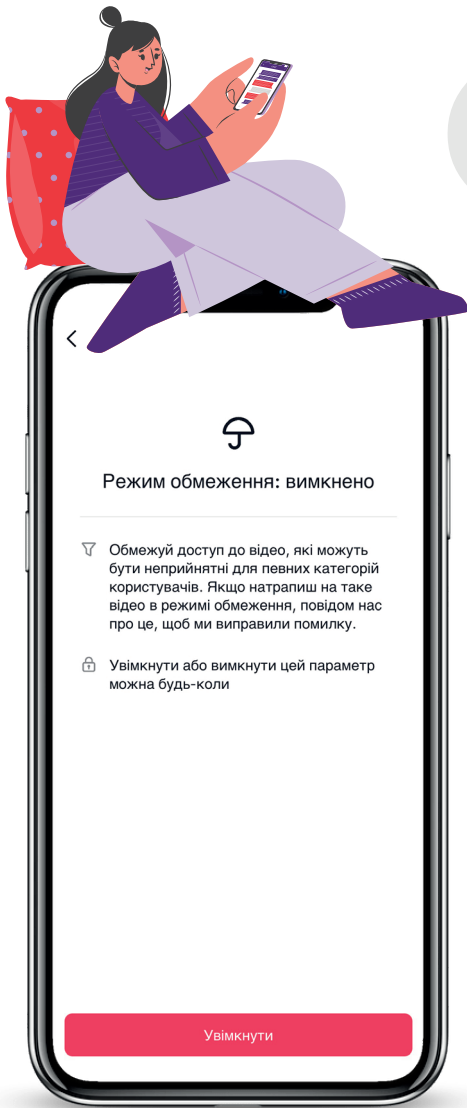 Режим обмеження: вимкнено
Обмежуй доступ до відео, які можуть
бути неприйнятні для певних категорій
користувачів. Якщо натрапиш на таке
відео в режимі обмеження, повідом нас
про це, щоб ми виправили помилку.
Увімкнути або вимкнути цей параметр
можна будь-коли
Увімкнути